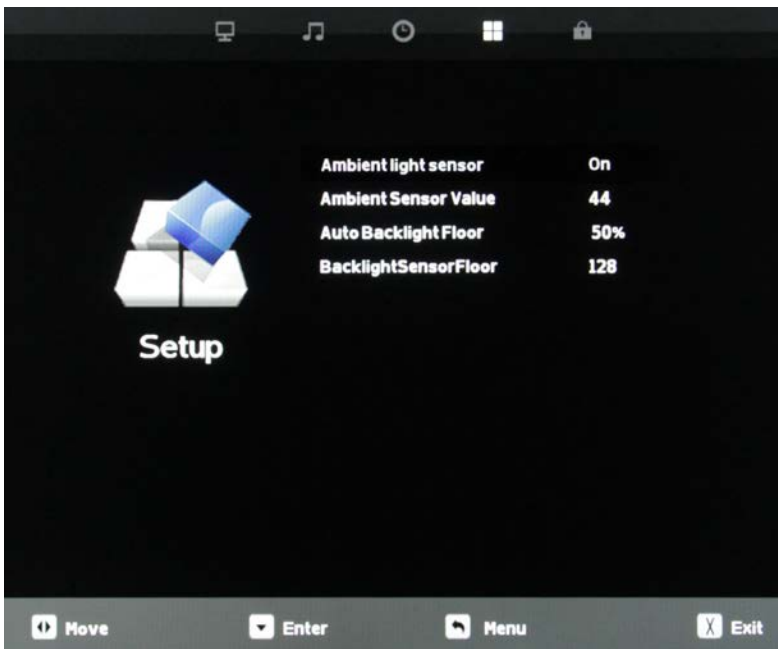 Ambient light sensor On
Ambient Sensor Value 44
Auto Backlight Floor 50%
BacklightSensorFloor 128
Setup
Move Enter Menu X Exit